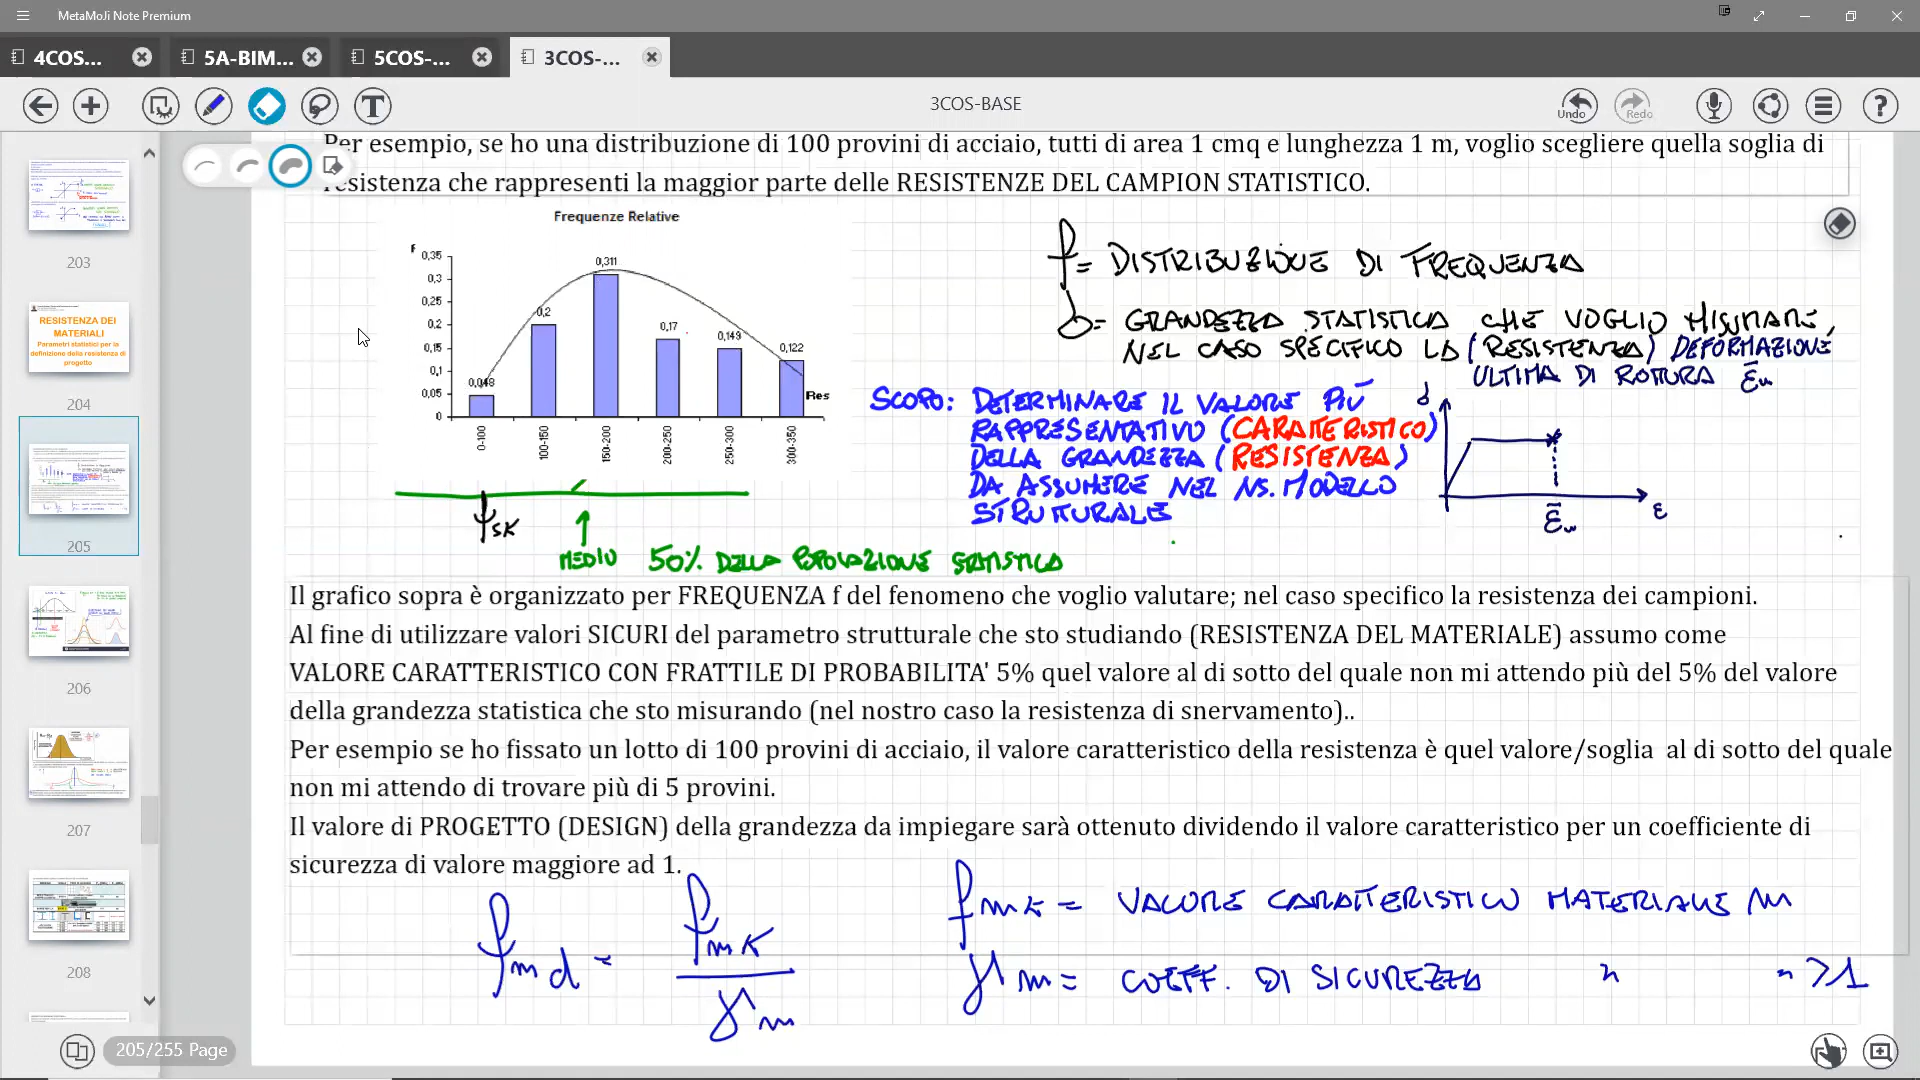 MetaMoJi Note Premium
4COS-...
5A-BIM...
5COS-...
3COS-...
3COS-BASE
Undo
Redo
203
RESISTENZA DEI
MATERIALI
Parametri statistici per la
definizione della resistenza di
progetto
204
205
206
207
208
205/255 Page
Per esempio, se ho una distribuzione di 100 provini di acciaio, tutti di area 1 cmq e lunghezza 1 m, voglio scegliere quella soglia di
resistenza che rappresenti la maggior parte delle RESISTENZE DEL CAMPION STATISTICO.
Frequenze Relative
f
0,35
0,3
0,25
0,2
0,15
0,1
0,05
0
0,048
0,2
0,311
0,17
0,149
0,122
Res
0-100
100-150
150-200
200-250
250-300
300-350
f = DISTRIBUZIONE DI FREQUENZA
b = GRANDEZZA STATISTICA CHE VOGLIO MISURARE,
NEL CASO SPECIFICO LA (RESISTENZA) DEFORMAZIONE
ULTIMA DI ROTURA ε̄u
SCOPO: DETERMINARE IL VALORE PIÙ
RAPPRESENTATIVO (CARATTERISTICO)
DELLA GRANDEZZA (RESISTENZA)
DA ASSUMERE NEL NS. MODELLO
STRUTTURALE
ε
ε̄u
fsk
MEDIO 50% DELLA POPOLAZIONE STATISTICA
Il grafico sopra è organizzato per FREQUENZA f del fenomeno che voglio valutare; nel caso specifico la resistenza dei campioni.
Al fine di utilizzare valori SICURI del parametro strutturale che sto studiando (RESISTENZA DEL MATERIALE) assumo come
VALORE CARATTERISTICO CON FRATTILE DI PROBABILITA' 5% quel valore al di sotto del quale non mi attendo più del 5% del valore
della grandezza statistica che sto misurando (nel nostro caso la resistenza di snervamento)..
Per esempio se ho fissato un lotto di 100 provini di acciaio, il valore caratteristico della resistenza è quel valore/soglia al di sotto del quale
non mi attendo di trovare più di 5 provini.
Il valore di PROGETTO (DESIGN) della grandezza da impiegare sarà ottenuto dividendo il valore caratteristico per un coefficiente di
sicurezza di valore maggiore ad 1.
fmd = fmk / γm
fmk = VALORE CARATTERISTICO MATERIALE m
γm = COEFF. DI SICUREZZA " " >1